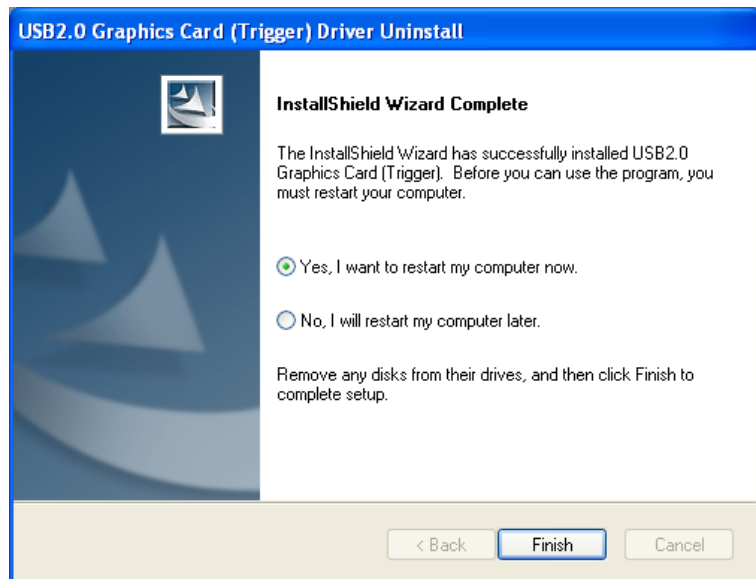 USB2.0 Graphics Card (Trigger) Driver Uninstall
InstallShield Wizard Complete
The InstallShield Wizard has successfully installed USB2.0
Graphics Card (Trigger).  Before you can use the program, you
must restart your computer.
Yes, I want to restart my computer now.
No, I will restart my computer later.
Remove any disks from their drives, and then click Finish to
complete setup.
< Back
Finish
Cancel